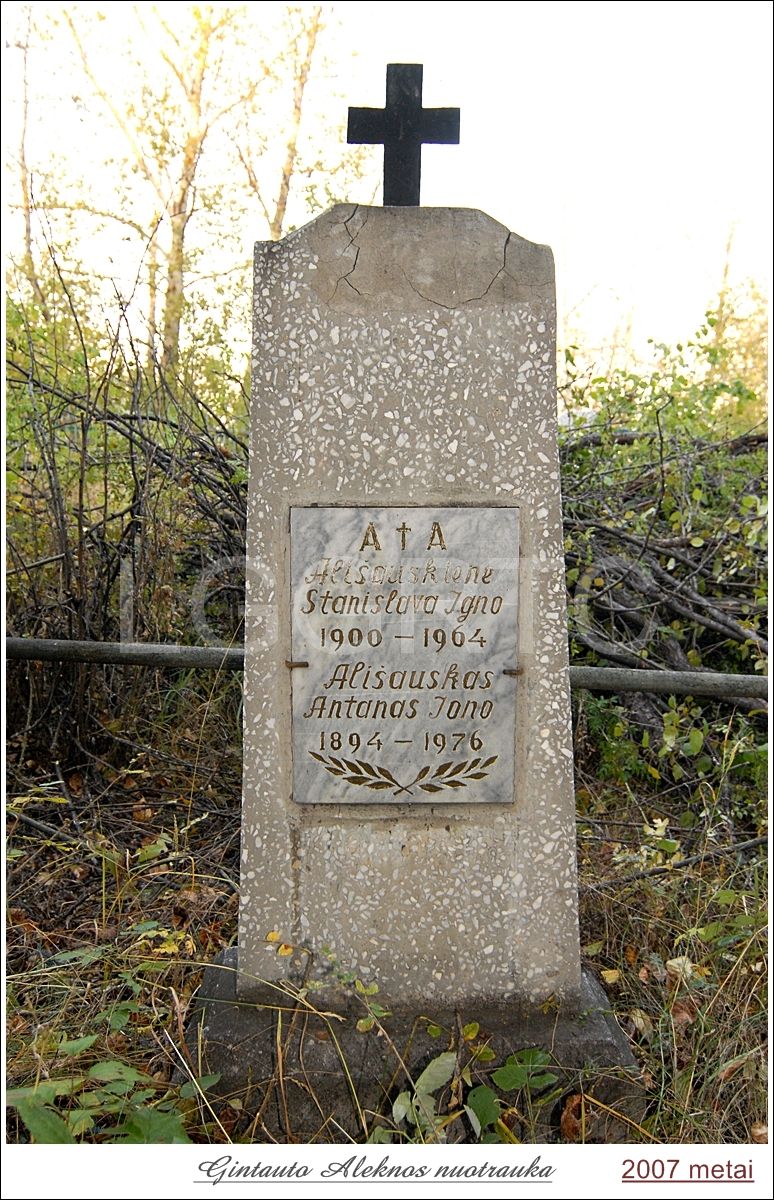 A † A
Ališauskienė
Stanislava Igno
1900 – 1964
Ališauskas
Antanas Jono
1894 – 1976
Gintauto Aleknos nuotrauka
2007 metai